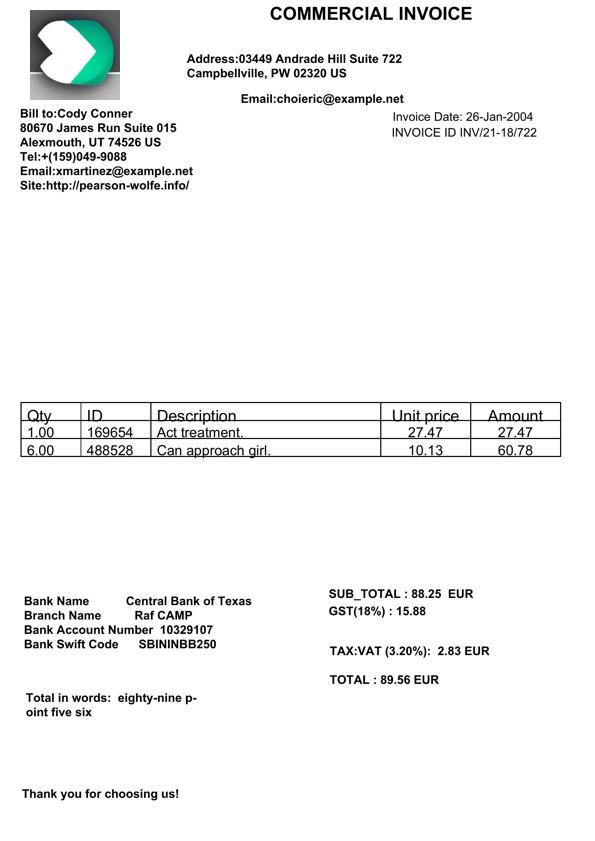 COMMERCIAL INVOICE
Address:03449 Andrade Hill Suite 722
Campbellville, PW 02320 US
Email:choieric@example.net
Bill to:Cody Conner
80670 James Run Suite 015
Alexmouth, UT 74526 US
Tel:+(159)049-9088
Email:xmartinez@example.net
Site:http://pearson-wolfe.info/
Invoice Date: 26-Jan-2004
INVOICE ID INV/21-18/722
Qty ID Description Unit price Amount
1.00 169654 Act treatment. 27.47 27.47
6.00 488528 Can approach girl. 10.13 60.78
Bank Name Central Bank of Texas
Branch Name Raf CAMP
Bank Account Number 10329107
Bank Swift Code SBININBB250
SUB_TOTAL : 88.25 EUR
GST(18%) : 15.88
TAX:VAT (3.20%): 2.83 EUR
TOTAL : 89.56 EUR
Total in words: eighty-nine p-
oint five six
Thank you for choosing us!